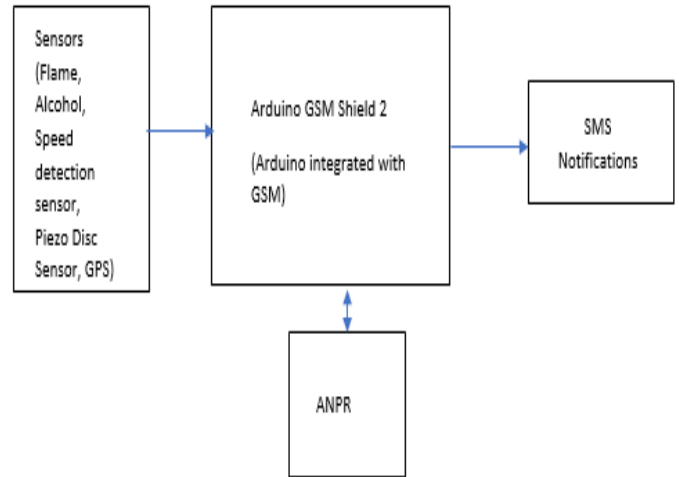 Sensors
(Flame,
Alcohol,
Speed
detection
sensor,
Piezo Disc
Sensor, GPS)
Arduino GSM Shield 2
(Arduino integrated with
GSM)
SMS
Notifications
ANPR